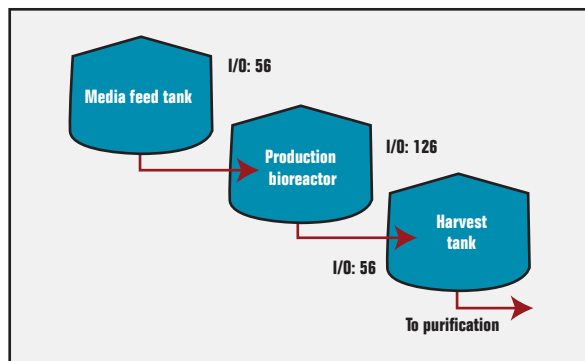 I/O: 56
Media feed tank
I/O: 126
Production
bioreactor
Harvest
tank
I/O: 56
To purification